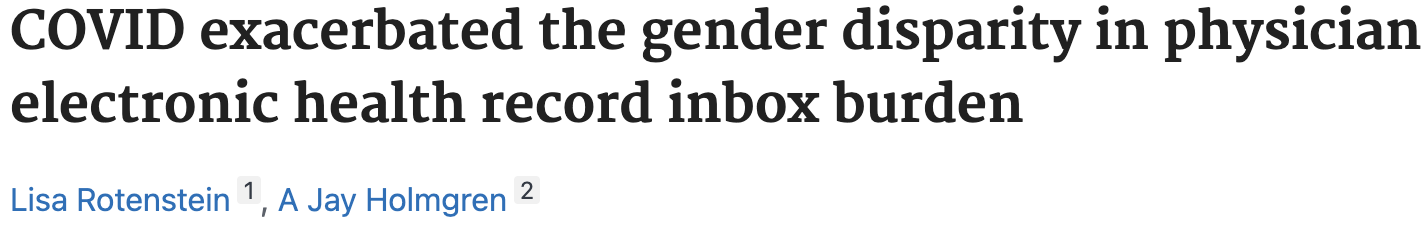 COVID exacerbated the gender disparity in physician
electronic health record inbox burden
Lisa Rotenstein 1, A Jay Holmgren 2